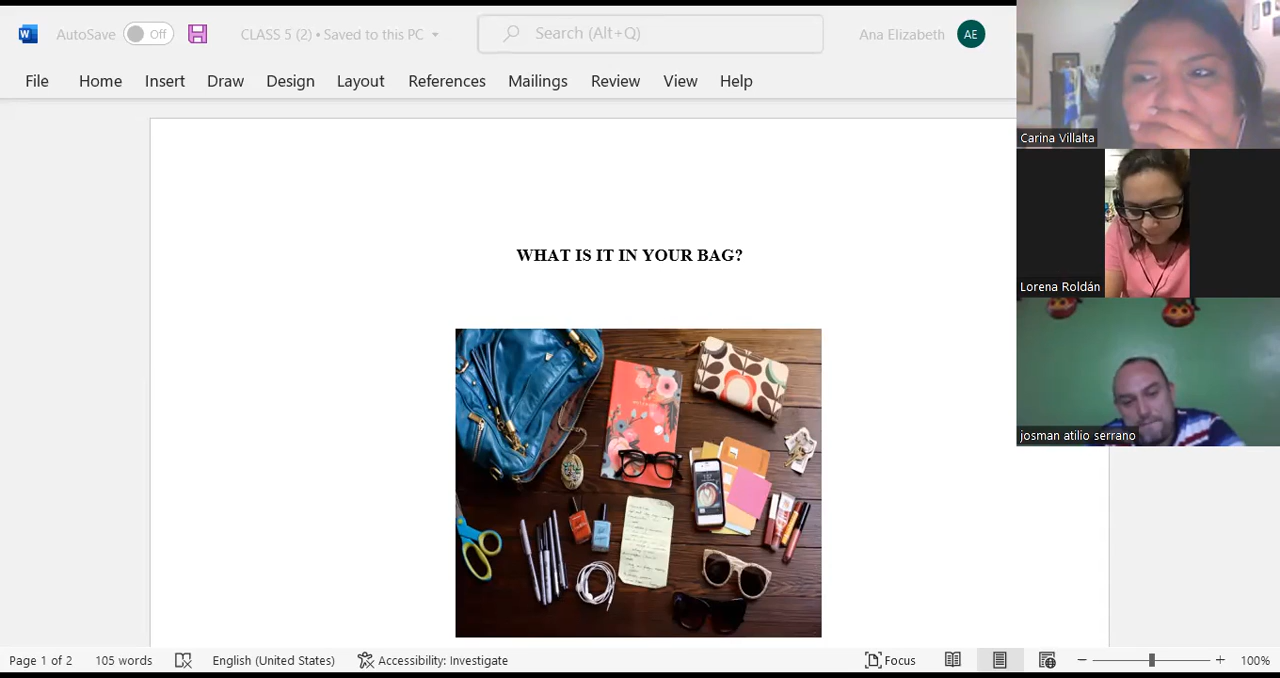 W AutoSave Off CLASS 5 (2) • Saved to this PC Search (Alt+Q) Ana Elizabeth AE
File Home Insert Draw Design Layout References Mailings Review View Help
Carina Villalta
Lorena Roldán
josman atilio serrano
WHAT IS IT IN YOUR BAG?
Page 1 of 2 105 words English (United States) Accessibility: Investigate Focus 100%